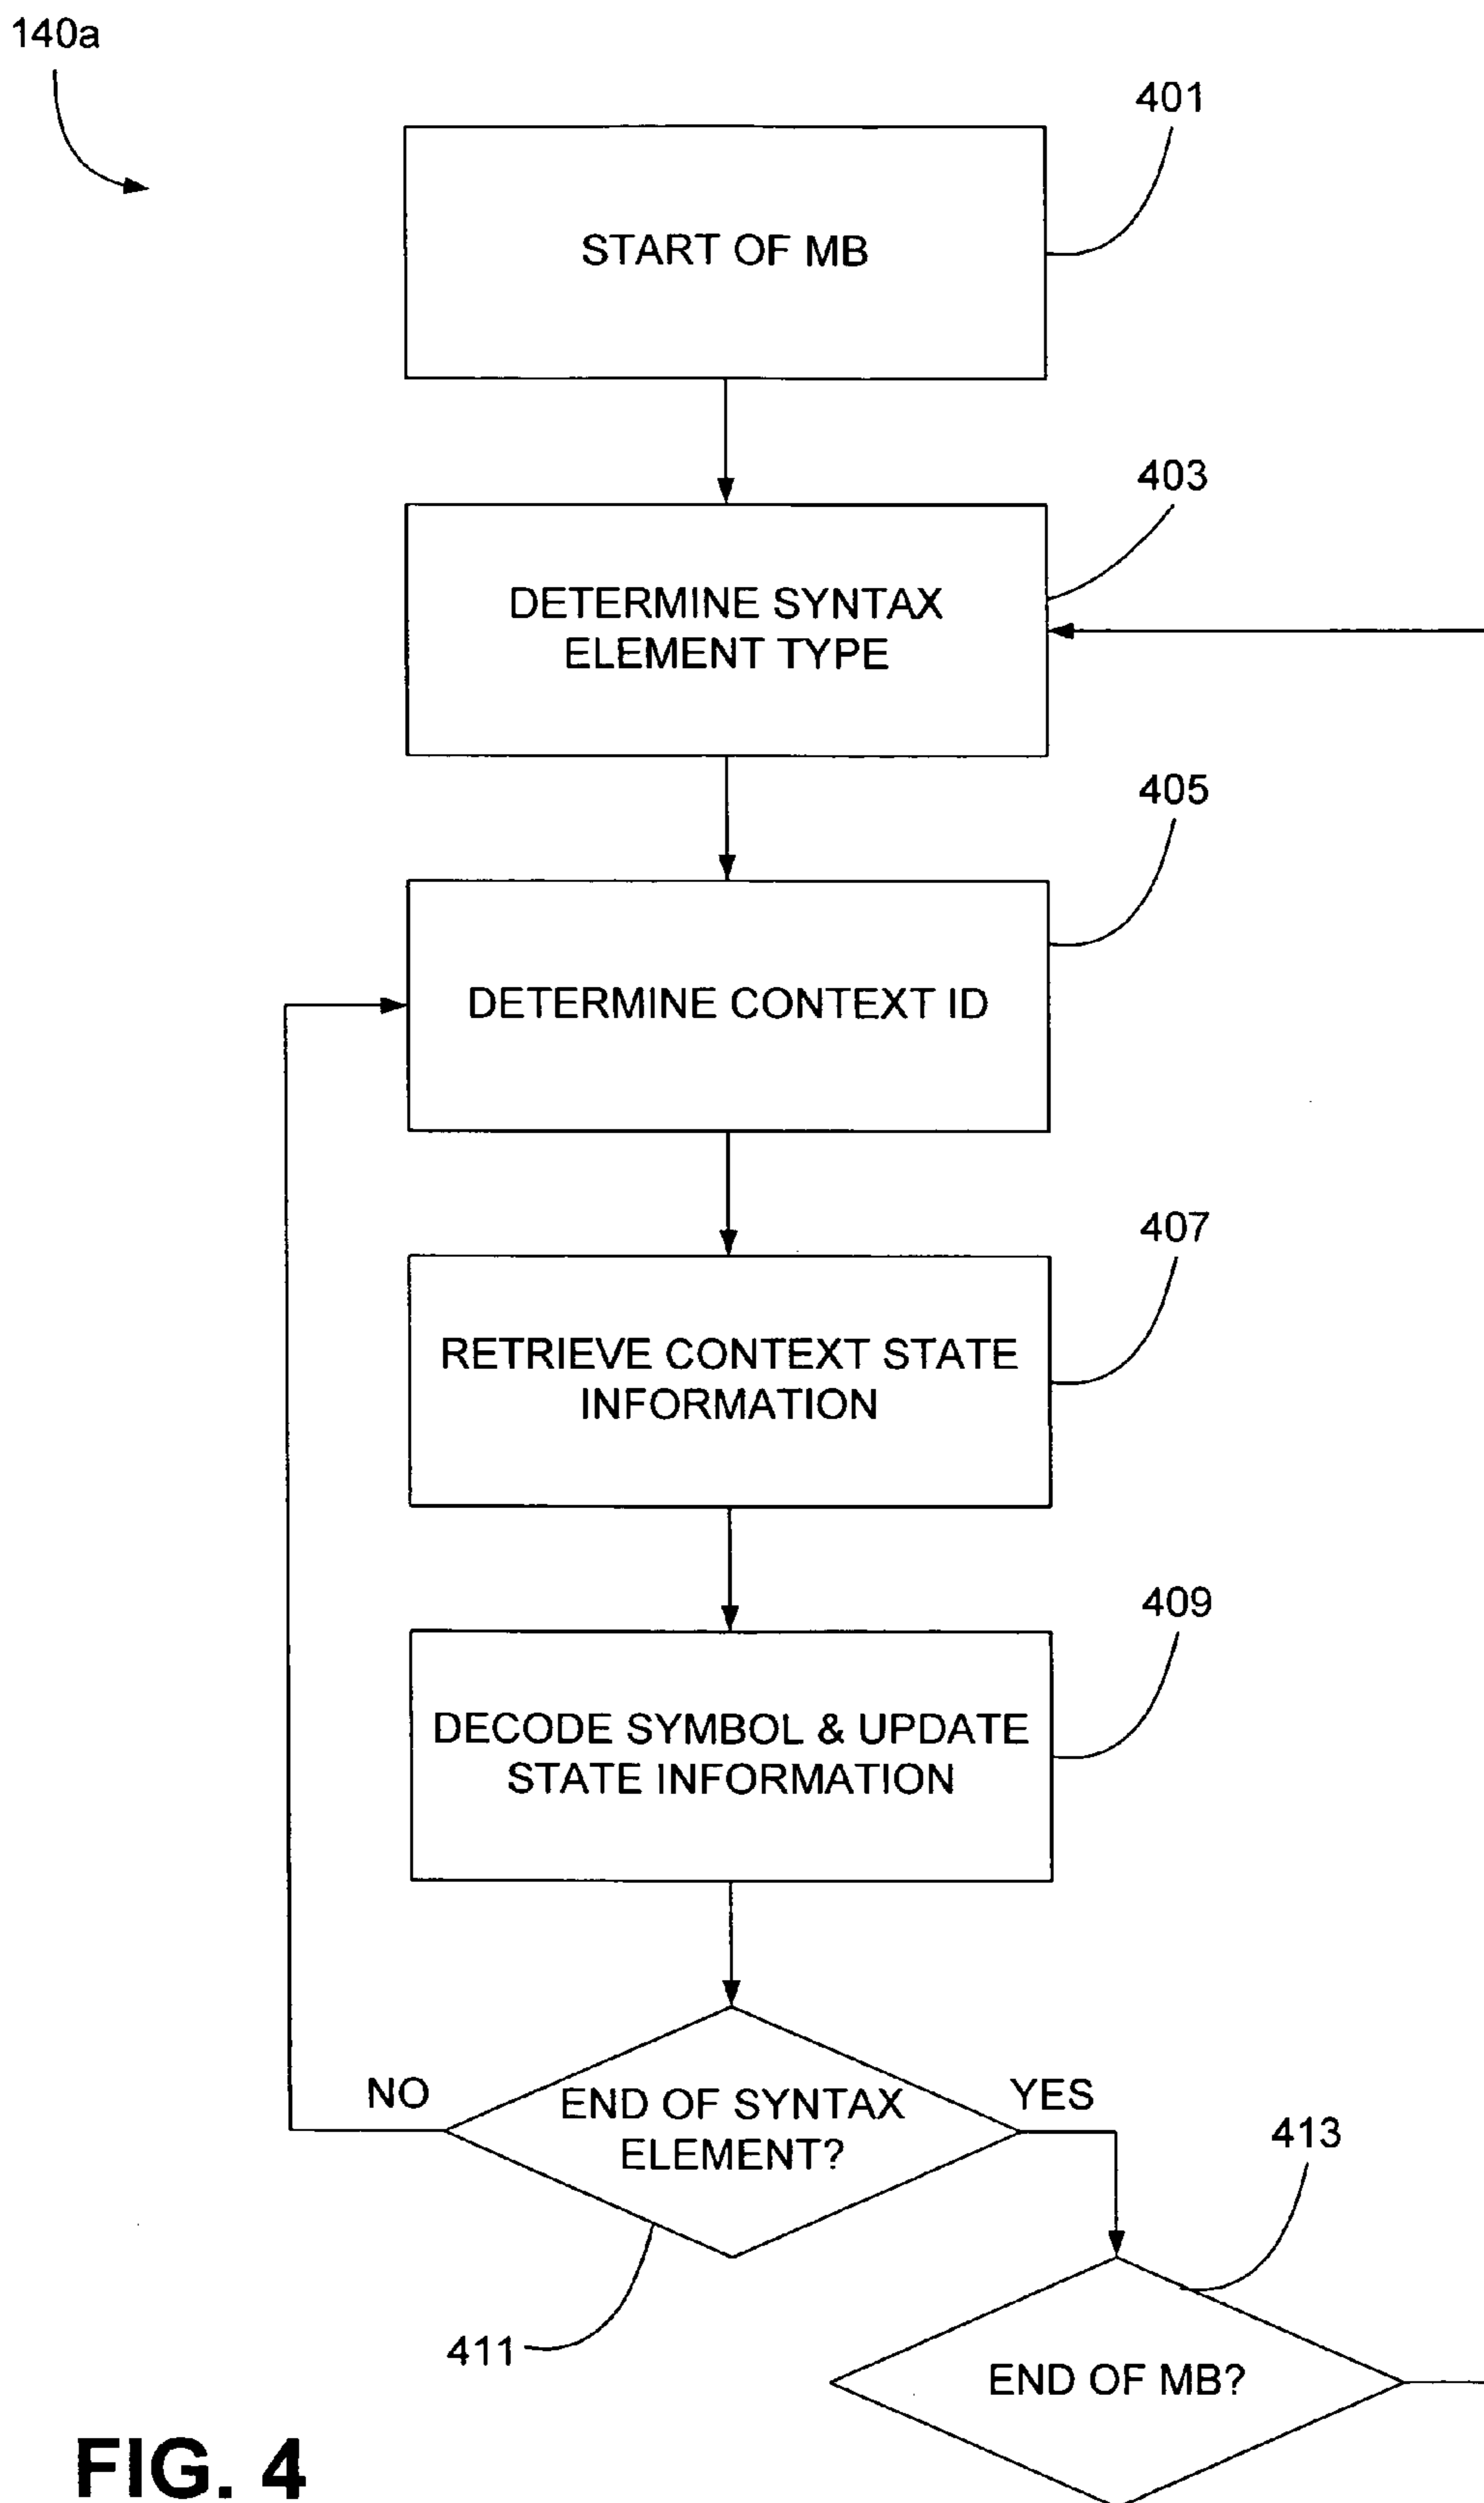 140a
401
START OF MB
403
DETERMINE SYNTAX
ELEMENT TYPE
405
DETERMINE CONTEXT ID
407
RETRIEVE CONTEXT STATE
INFORMATION
409
DECODE SYMBOL & UPDATE
STATE INFORMATION
NO
END OF SYNTAX
ELEMENT?
YES
413
411
END OF MB?
FIG. 4